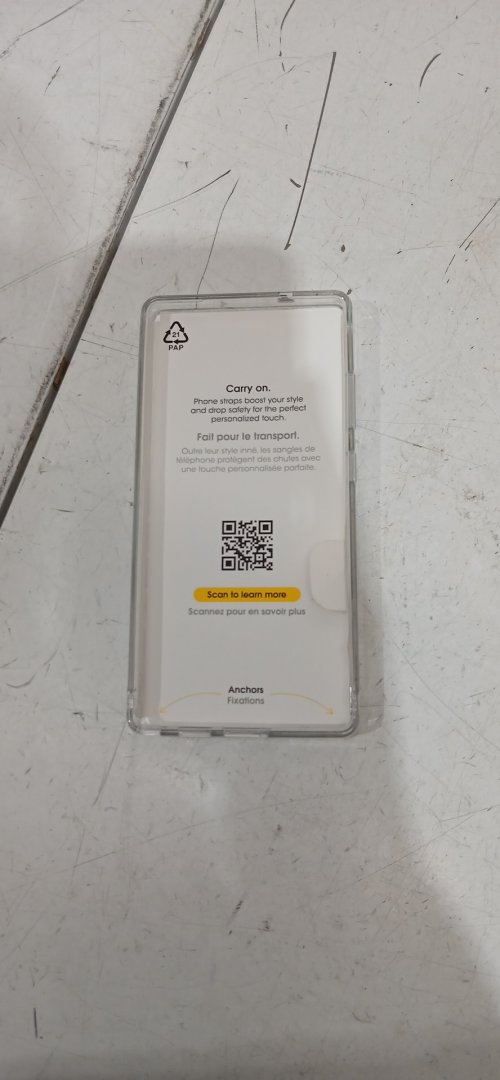 21
PAP
Carry on.
Phone straps boost your style
and drop safety for the perfect
personalized touch.
Fait pour le transport.
Outre leur style inné, les sangles de
téléphone protègent des chutes avec
une touche personnalisée parfaite.
Scan to learn more
Scannez pour en savoir plus
Anchors
Fixations